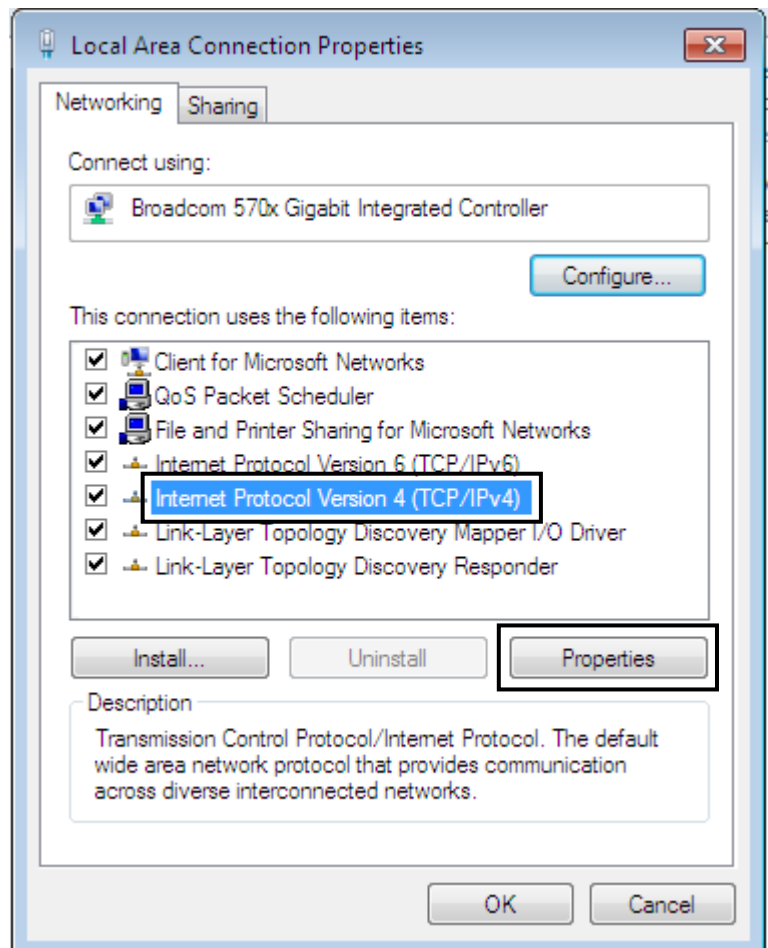 Local Area Connection Properties
Networking
Sharing
Connect using:
Broadcom 570x Gigabit Integrated Controller
Configure...
This connection uses the following items:
Client for Microsoft Networks
QoS Packet Scheduler
File and Printer Sharing for Microsoft Networks
Internet Protocol Version 6 (TCP/IPv6)
Internet Protocol Version 4 (TCP/IPv4)
Link-Layer Topology Discovery Mapper I/O Driver
Link-Layer Topology Discovery Responder
Install...
Uninstall
Properties
Description
Transmission Control Protocol/Internet Protocol. The default
wide area network protocol that provides communication
across diverse interconnected networks.
OK
Cancel